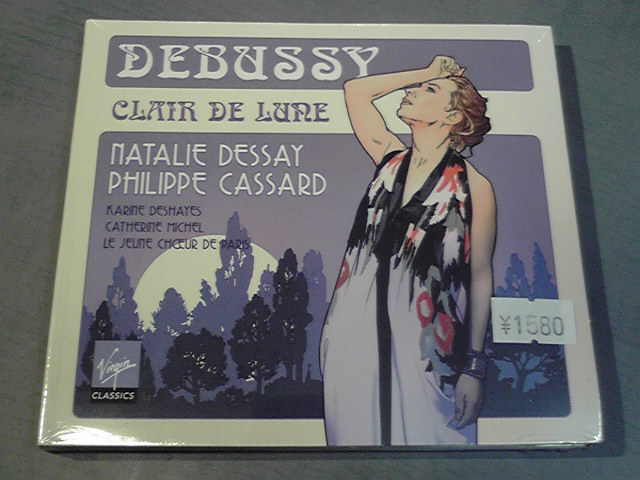 DEBUSSY
CLAIR DE LUNE
NATALIE DESSAY
PHILIPPE CASSARD
KARINE DESHAYES
CATHERINE MICHEL
LE JEUNE CHŒUR DE PARIS
¥1580
Virgin
CLASSICS